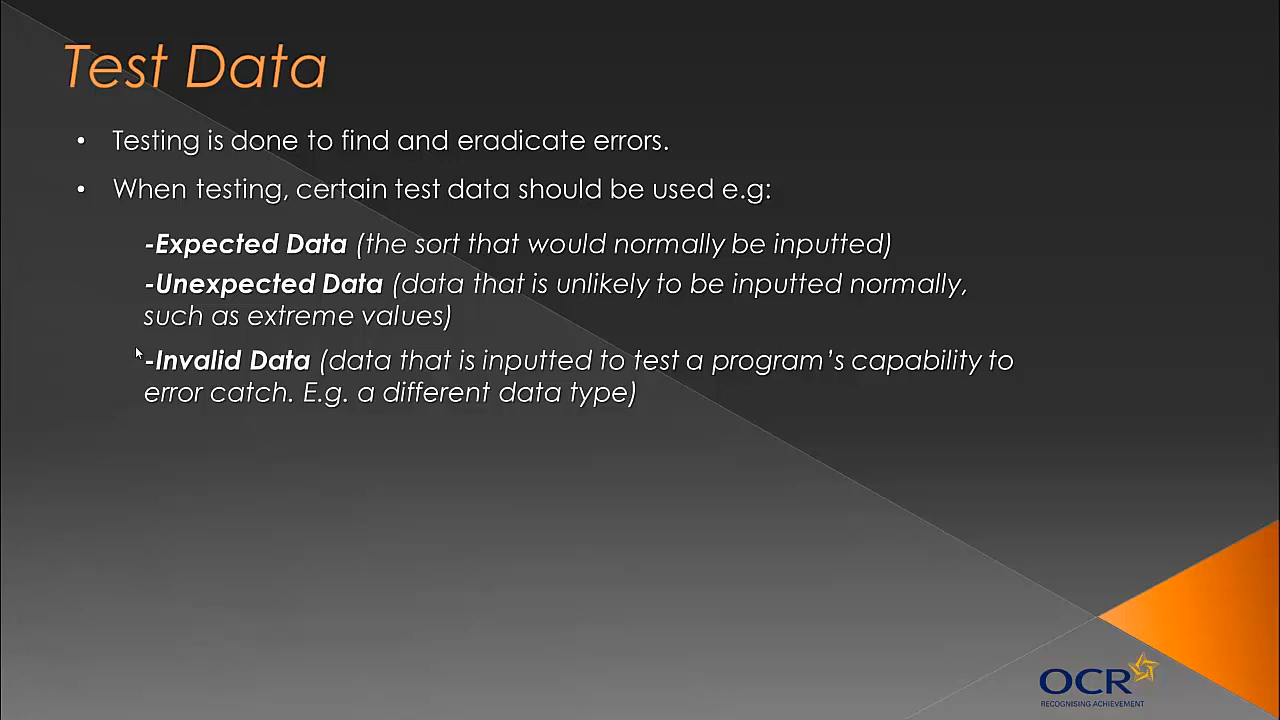 Test Data
• Testing is done to find and eradicate errors.
• When testing, certain test data should be used e.g:
-Expected Data (the sort that would normally be inputted)
-Unexpected Data (data that is unlikely to be inputted normally,
such as extreme values)
-Invalid Data (data that is inputted to test a program's capability to
error catch. E.g. a different data type)
OCR
RECOGNISING ACHIEVEMENT